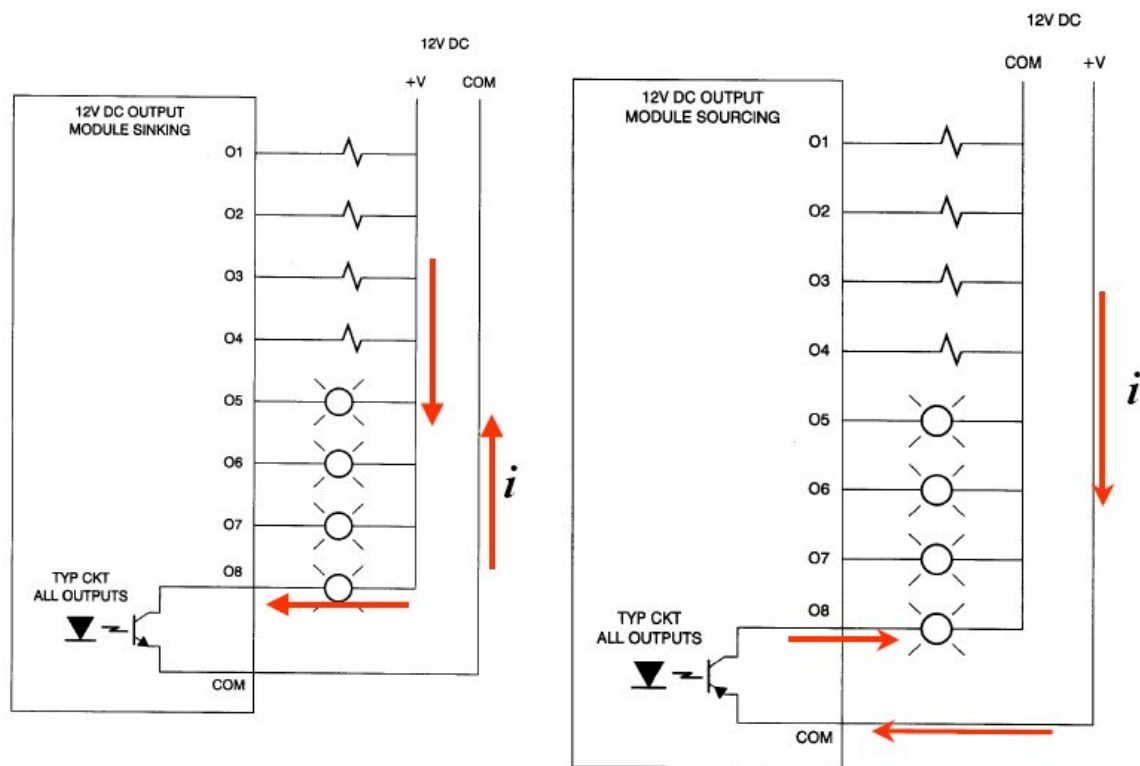 12V DC
+V COM
12V DC OUTPUT
MODULE SINKING
O1
O2
O3
O4
O5
O6
O7
O8
TYP CKT
ALL OUTPUTS
COM
i
12V DC
COM +V
12V DC OUTPUT
MODULE SOURCING
O1
O2
O3
O4
O5
O6
O7
O8
TYP CKT
ALL OUTPUTS
COM
i